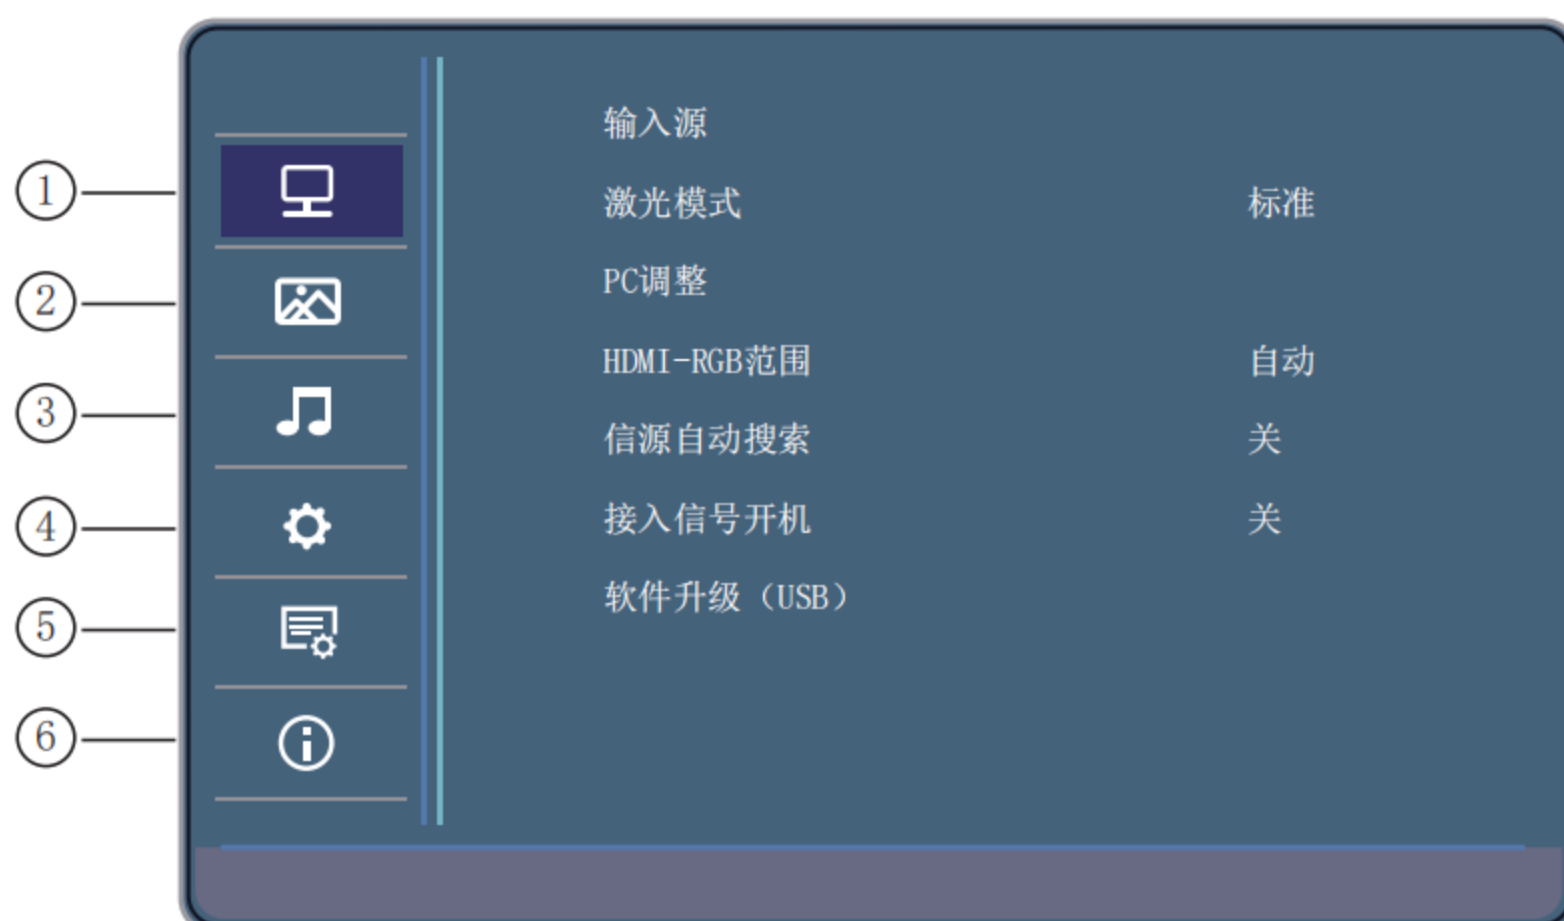 输入源
① 激光模式 标准
② PC调整
HDMI-RGB范围 自动
③ 信源自动搜索 关
④ 接入信号开机 关
⑤ 软件升级（USB）
⑥